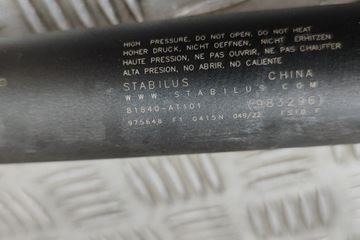 HIGH PRESSURE, DO NOT OPEN, DO NOT HEAT
HOHER DRUCK, NICHT OEFFNEN, NICHT ERHITZEN
HAUTE PRESSION, NE PAS OUVRIR, NE PAS CHAUFFER
ALTA PRESION, NO ABRIR, NO CALIENTE
STABILUS CHINA
WWW.STABILUS.COM
81840-AT101 (983296)
975648 F1 0415N 049/22 FS10 F